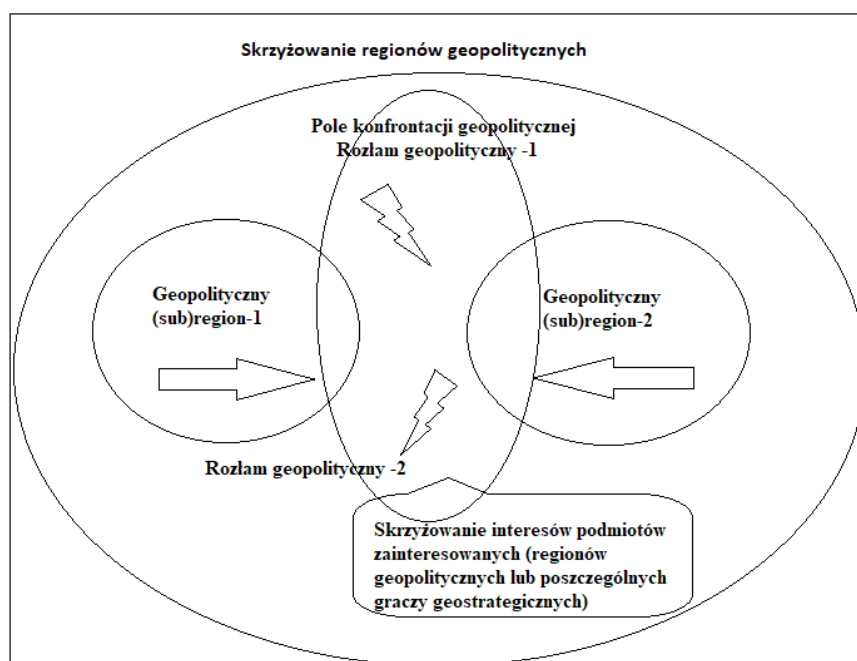 Skrzyżowanie regionów geopolitycznych
Pole konfrontacji geopolitycznej
Rozłam geopolityczny -1
Geopolityczny
(sub)region-1
Geopolityczny
(sub)region-2
Rozłam geopolityczny -2
Skrzyżowanie interesów podmiotów
zainteresowanych (regionów
geopolitycznych lub poszczególnych
graczy geostrategicznych)